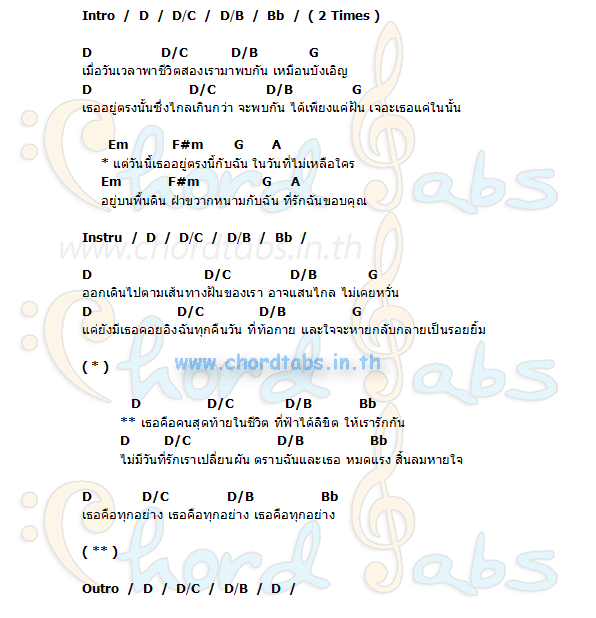 Intro / D / D/C / D/B / Bb / ( 2 Times )
D D/C D/B G
เมื่อวันเวลาพาชีวิตสองเรามาพบกัน เหมือนบังเอิญ
D D/C D/B G
เธออยู่ตรงนั้นซึ่งไกลเกินกว่า จะพบกัน ได้เพียงแค่ฝัน เจอะเธอแค่ในนั้น
Em F#m G A
* แต่วันนี้เธออยู่ตรงนี้กับฉัน ในวันที่ไม่เหลือใคร
Em F#m G A
อยู่บนพื้นดิน ฝ่าขวากหนามกับฉัน ที่รักฉันขอบคุณ
www.chordtabs.in.th
Instru / D / D/C / D/B / Bb /
D D/C D/B G
ออกเดินไปตามเส้นทางฝันของเรา อาจแสนไกล ไม่เคยหวั่น
D D/C D/B G
แค่ยังมีเธอคอยอิงฉันทุกคืนวัน ที่ท้อกาย และใจจะหายกลับกลายเป็นรอยยิ้ม
( * )
www.chordtabs.in.th
D D/C D/B Bb
** เธอคือคนสุดท้ายในชีวิต ที่ฟ้าได้ลิขิต ให้เรารักกัน
D D/C D/B Bb
ไม่มีวันที่รักเราเปลี่ยนผัน ตราบฉันและเธอ หมดแรง สิ้นลมหายใจ
D D/C D/B Bb
เธอคือทุกอย่าง เธอคือทุกอย่าง เธอคือทุกอย่าง
( ** )
Outro / D / D/C / D/B / D /
Chord Tabs
Chord Tabs
Chord Tabs